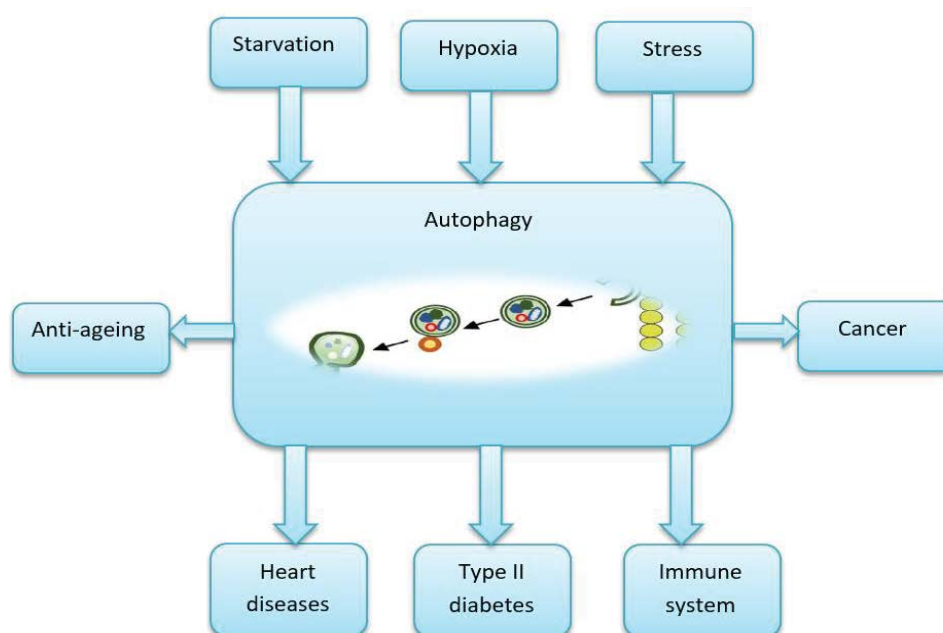 Starvation
Hypoxia
Stress
Autophagy
Anti-ageing
Cancer
Heart
diseases
Type II
diabetes
Immune
system